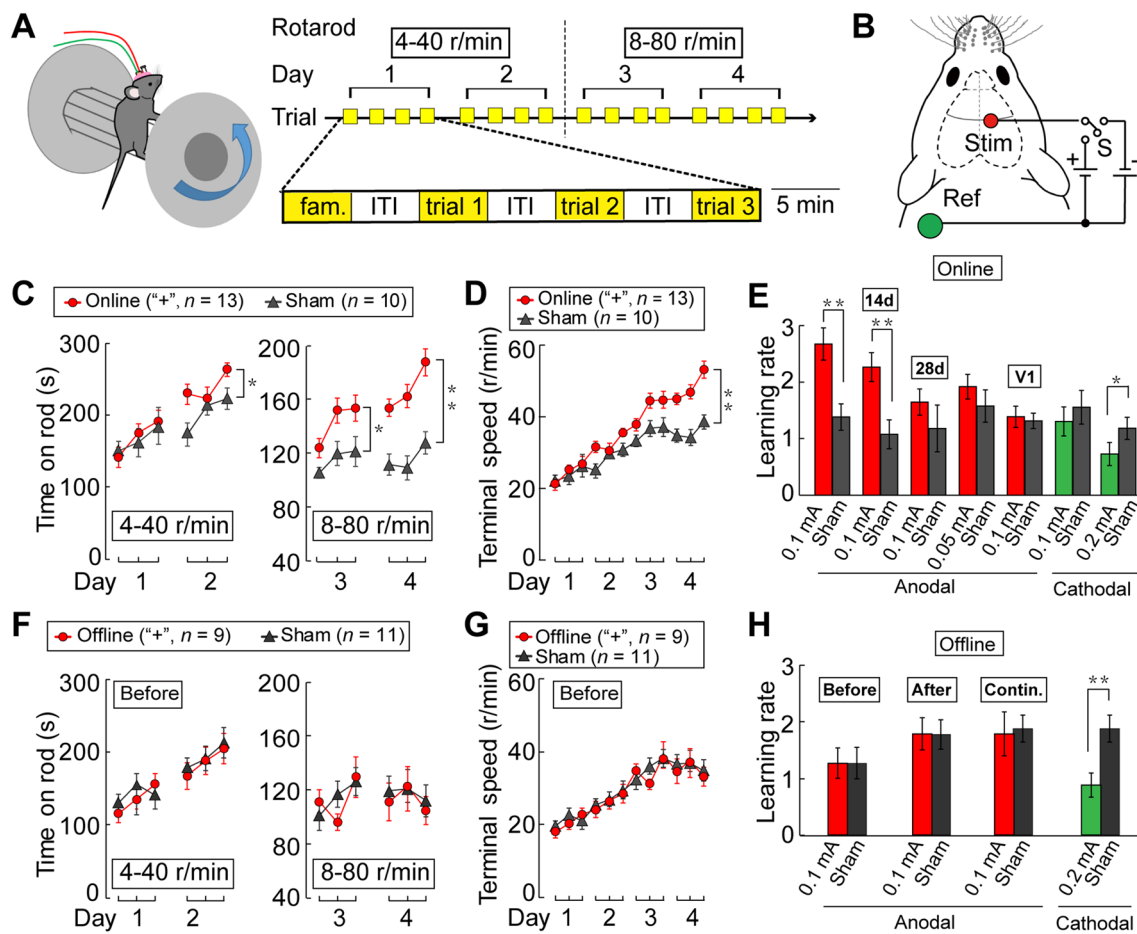 A
Rotarod
4-40 r/min
8-80 r/min
Day
1
2
3
4
Trial
fam.
ITI
trial 1
ITI
trial 2
ITI
trial 3
5 min
B
Stim
S
+
-
Ref
C
Online (“+”, n = 13)
Sham (n = 10)
Time on rod (s)
300
200
100
0
*
4-40 r/min
200
160
120
80
40
*
**
8-80 r/min
Day
1
2
3
4
D
Online (“+”, n = 13)
Sham (n = 10)
Terminal speed (r/min)
60
40
20
0
**
Day
1
2
3
4
Online
E
Learning rate
3
2
1
0
**
14d
**
28d
V1
*
0.1 mA
Sham
0.1 mA
Sham
0.1 mA
Sham
0.05 mA
Sham
0.1 mA
Sham
0.1 mA
Sham
0.2 mA
Sham
Anodal
Cathodal
F
Offline (“+”, n = 9)
Sham (n = 11)
Time on rod (s)
300
200
100
0
Before
4-40 r/min
200
160
120
80
40
8-80 r/min
Day
1
2
3
4
G
Offline (“+”, n = 9)
Sham (n = 11)
Terminal speed (r/min)
60
40
20
0
Before
Day
1
2
3
4
H
Offline
Learning rate
3
2
1
0
Before
After
Contin.
**
0.1 mA
Sham
0.1 mA
Sham
0.1 mA
Sham
0.2 mA
Sham
Anodal
Cathodal